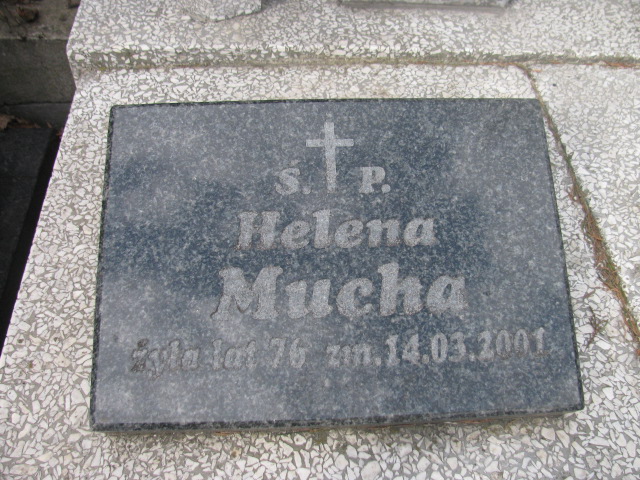 Ś. P.
Helena
Mucha
żyła lat 76 zm. 14.03.2001